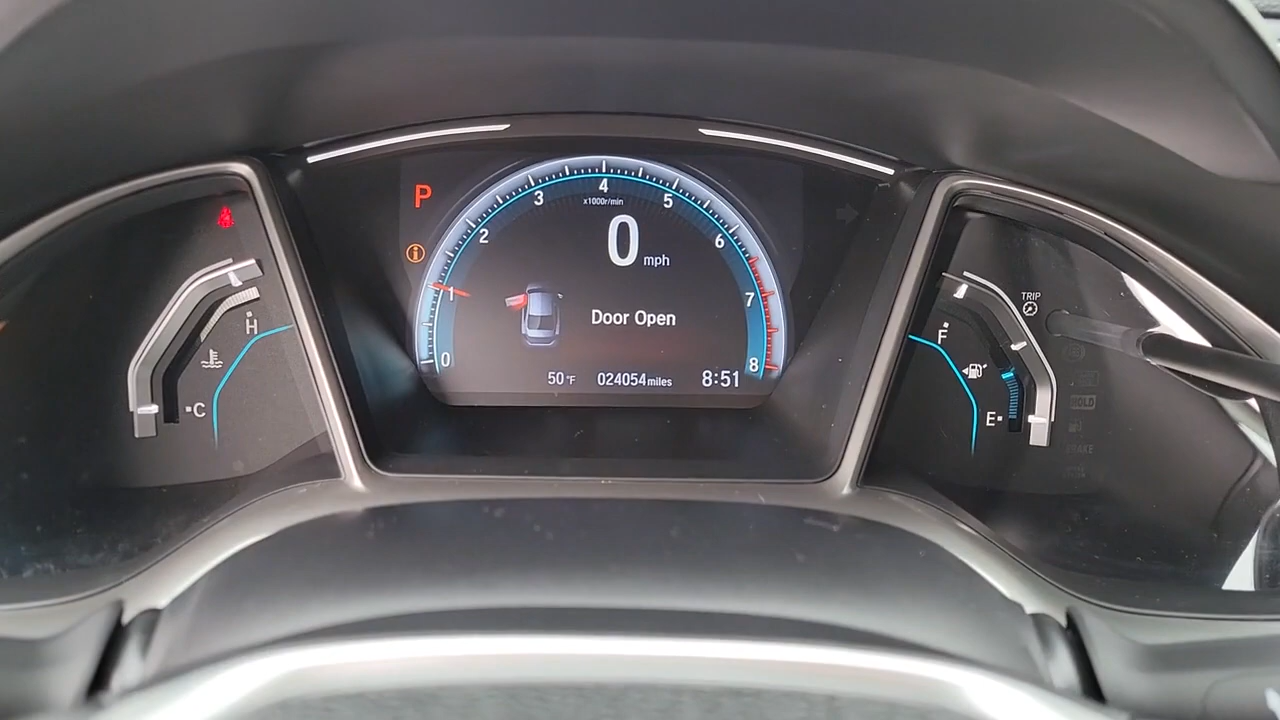 P
4
3
5
x1000r/min
2
6
0
mph
1
7
H
C
Door Open
TRIP
F
E
0
8
50°F
024054 miles
8:51
HOLD